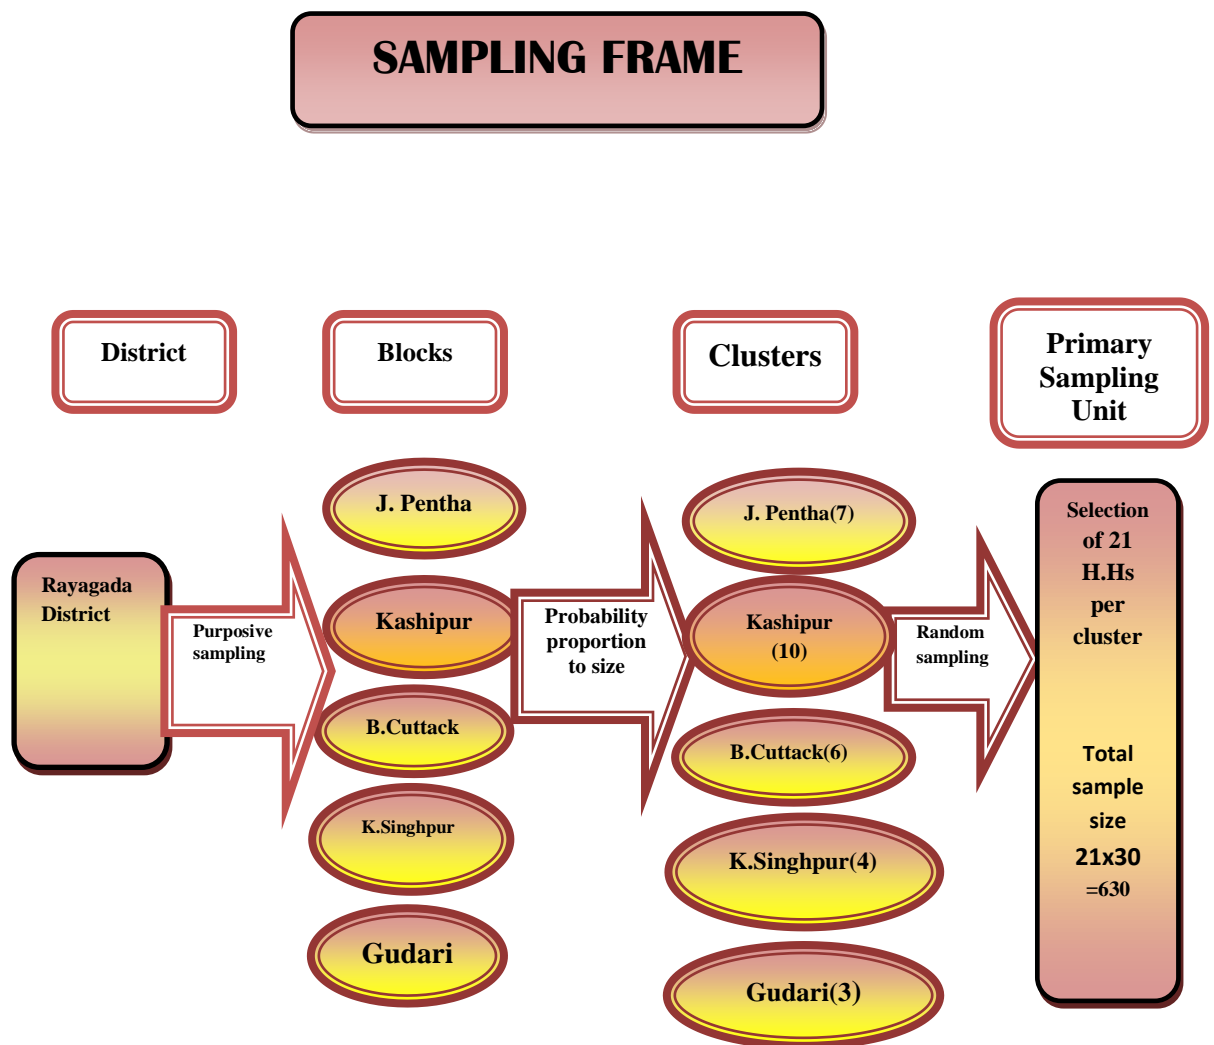 SAMPLING FRAME
District
Blocks
Clusters
Primary
Sampling
Unit
Rayagada
District
Purposive
sampling
J. Pentha
Kashipur
B.Cuttack
K.Singhpur
Gudari
Probability
proportion
to size
J. Pentha(7)
Kashipur
(10)
B.Cuttack(6)
K.Singhpur(4)
Gudari(3)
Random
sampling
Selection
of 21
H.Hs
per
cluster
Total
sample
size
21x30
=630